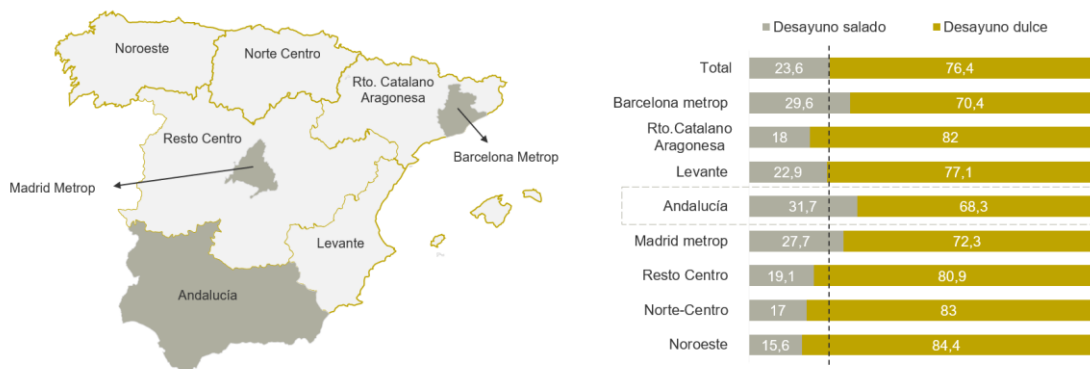 Noroeste
Norte Centro
Rto. Catalano
Aragonesa
Resto Centro
Barcelona Metrop
Madrid Metrop
Levante
Andalucía
Desayuno salado Desayuno dulce
Total 23,6 76,4
Barcelona metrop 29,6 70,4
Rto.Catalano
Aragonesa 18 82
Levante 22,9 77,1
Andalucía 31,7 68,3
Madrid metrop 27,7 72,3
Resto Centro 19,1 80,9
Norte-Centro 17 83
Noroeste 15,6 84,4